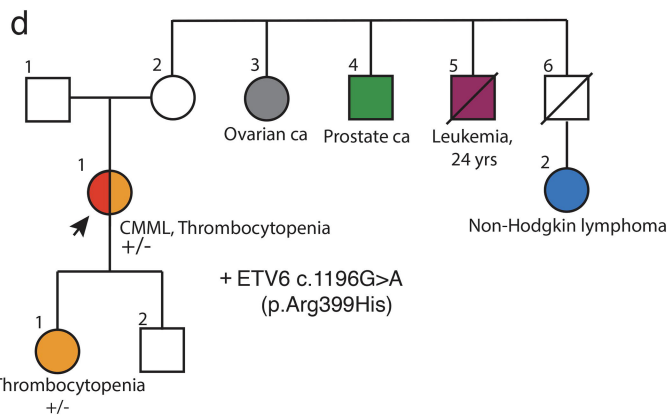 d
1
2
3
4
5
6
Ovarian ca
Prostate ca
Leukemia,
24 yrs
1
2
CMML, Thrombocytopenia
+/-
Non-Hodgkin lymphoma
+ ETV6 c.1196G>A
(p.Arg399His)
1
2
Thrombocytopenia
+/-